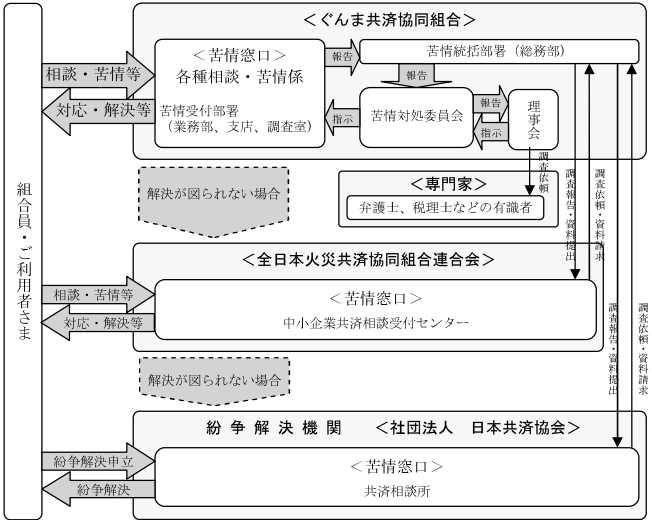 <ぐんま共済協同組合>
<苦情窓口>
各種相談・苦情係
苦情受付部署
(業務部、支店、調査室)
報告
苦情統括部署(総務部)
報告
苦情対処委員会
指示
報告
指示
理事会
相談・苦情等
対応・解決等
調査依頼
調査報告・資料提出
調査依頼・資料請求
組合員・ご利用者さま
解決が図られない場合
<専門家>
弁護士、税理士などの有識者
<全日本火災共済協同組合連合会>
相談・苦情等
対応・解決等
<苦情窓口>
中小企業共済相談受付センター
調査報告・資料提出
調査依頼・資料請求
解決が図られない場合
紛争解決機関 <社団法人 日本共済協会>
紛争解決申立
紛争解決
<苦情窓口>
共済相談所